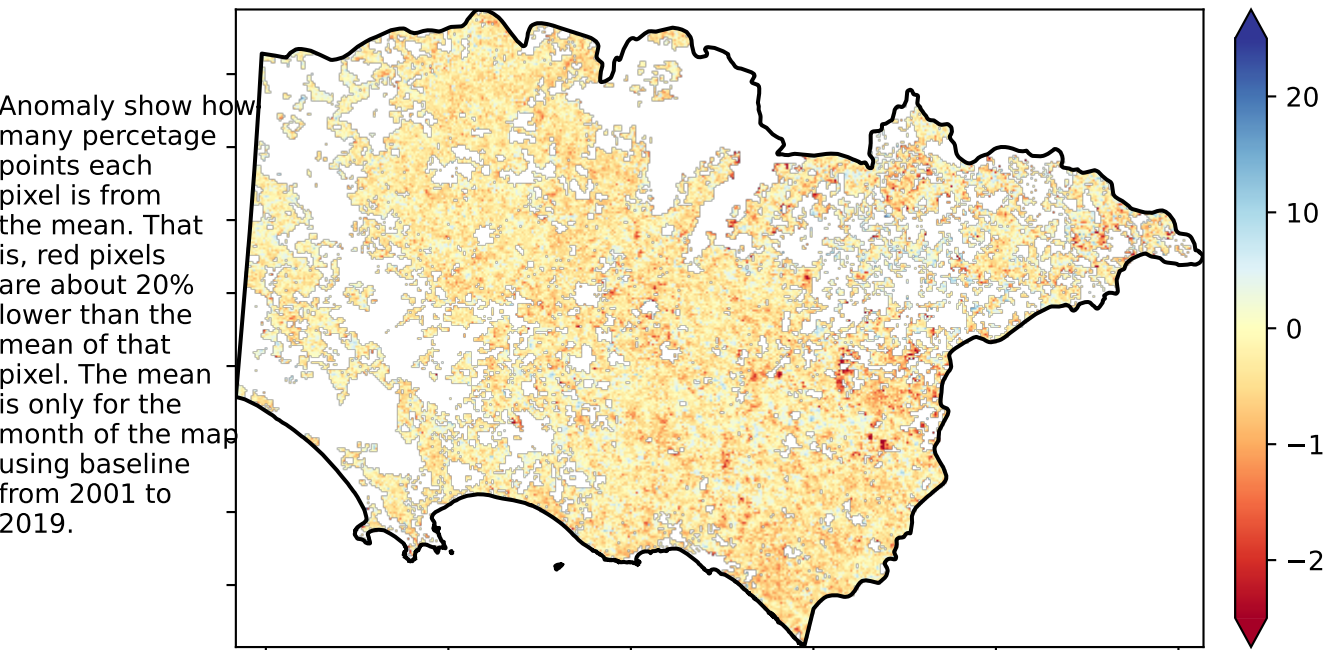 Anomaly show how
many percetage
points each
pixel is from
the mean. That
is, red pixels
are about 20%
lower than the
mean of that
pixel. The mean
is only for the
month of the map
using baseline
from 2001 to
2019.
20
10
0
−1
−2